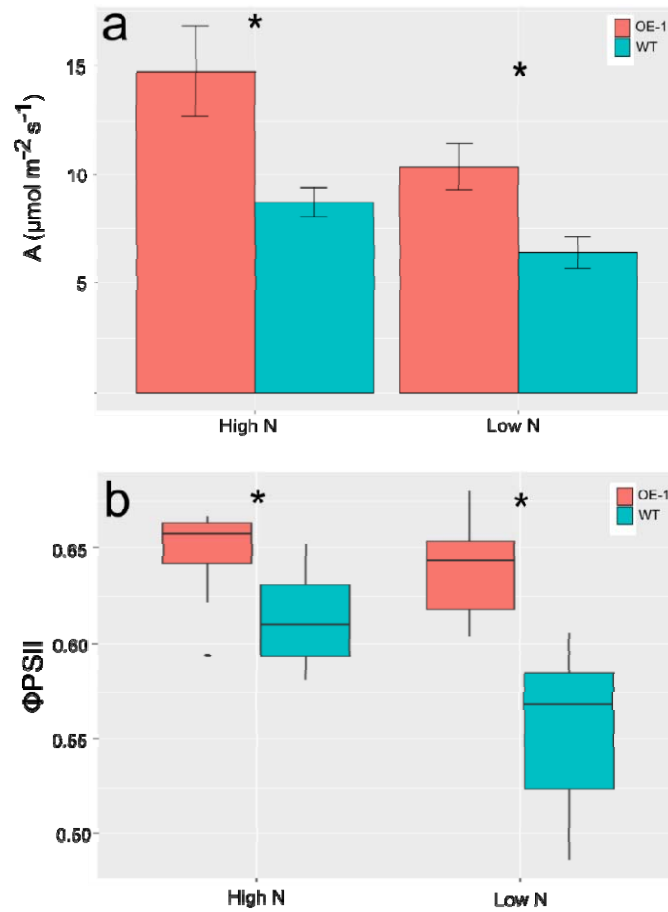 a
*
*
OE-1
WT
15
10
5
A (μmol m⁻² s⁻¹)
High N
Low N
b
*
*
OE-1
WT
0.65
0.60
0.55
0.50
ΦPSII
High N
Low N